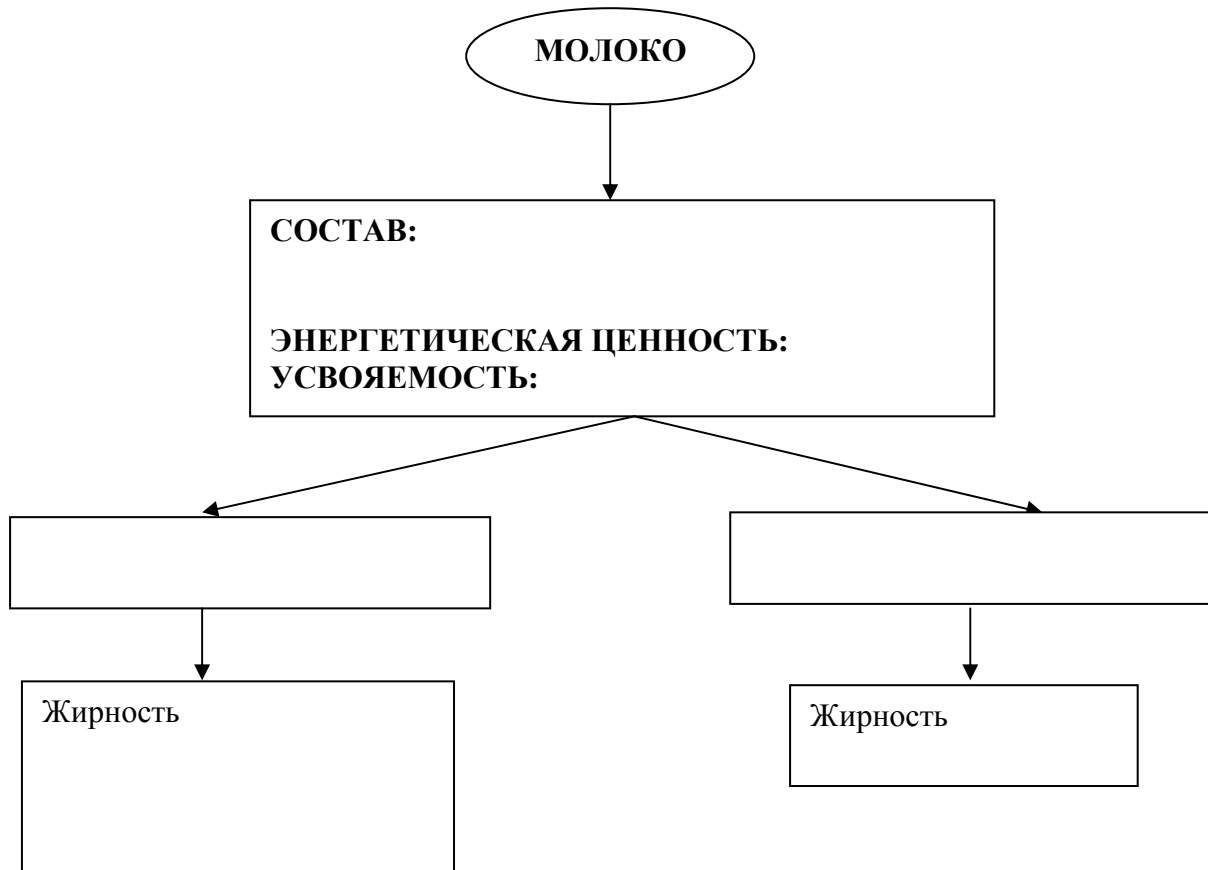 МОЛОКО
СОСТАВ:
ЭНЕРГЕТИЧЕСКАЯ ЦЕННОСТЬ:
УСВОЯЕМОСТЬ:
Жирность
Жирность